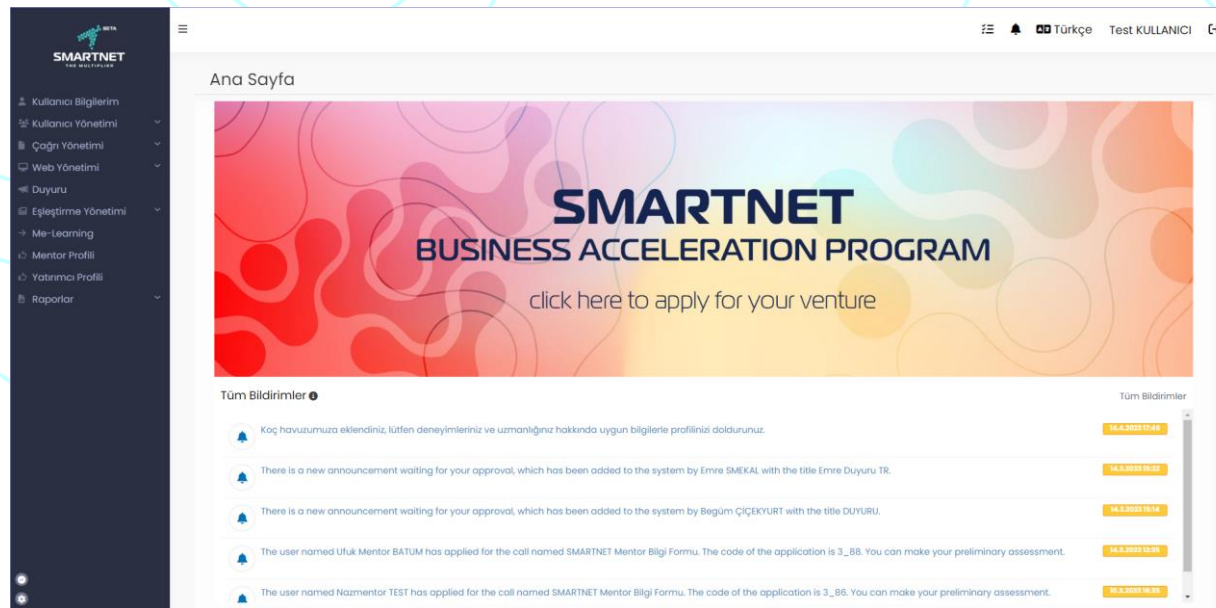 BETA
SMARTNET
THE MULTIPLIER
Türkçe
Test KULLANICI
Ana Sayfa
Kullanıcı Bilgilerim
Kullanıcı Yönetimi
Çağrı Yönetimi
Web Yönetimi
Duyuru
Eşleştirme Yönetimi
Me-Learning
Mentor Profili
Yatırımcı Profili
Raporlar
SMARTNET
BUSINESS ACCELERATION PROGRAM
click here to apply for your venture
Tüm Bildirimler
Tüm Bildirimler
Koç havuzumuza eklendiniz, lütfen deneyimleriniz ve uzmanlığınız hakkında uygun bilgilerle profilinizi doldurunuz.
There is a new announcement waiting for your approval, which has been added to the system by Emre SMEKAL with the title Emre Duyuru TR.
There is a new announcement waiting for your approval, which has been added to the system by Begüm ÇİÇEKYURT with the title DUYURU.
The user named Ufuk Mentor BATUM has applied for the call named SMARTNET Mentor Bilgi Formu. The code of the application is 3_88. You can make your preliminary assessment.
The user named Nazmentor TEST has applied for the call named SMARTNET Mentor Bilgi Formu. The code of the application is 3_86. You can make your preliminary assessment.